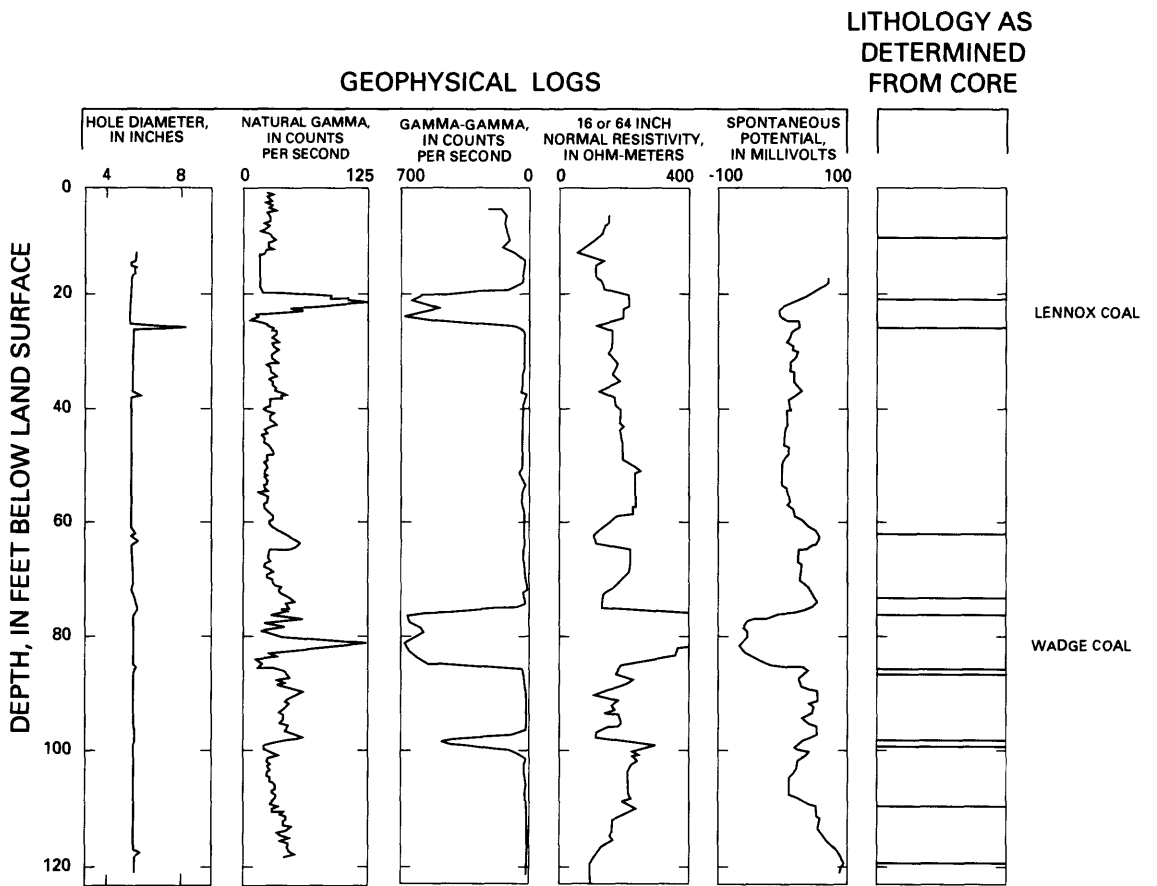 LITHOLOGY AS
DETERMINED
FROM CORE
GEOPHYSICAL LOGS
HOLE DIAMETER,
IN INCHES
NATURAL GAMMA,
IN COUNTS
PER SECOND
GAMMA-GAMMA,
IN COUNTS
PER SECOND
16 or 64 INCH
NORMAL RESISTIVITY,
IN OHM-METERS
SPONTANEOUS
POTENTIAL,
IN MILLIVOLTS
4 8
0 125
700 0
0 400
-100 100
DEPTH, IN FEET BELOW LAND SURFACE
0
20
40
60
80
100
120
LENNOX COAL
WADGE COAL